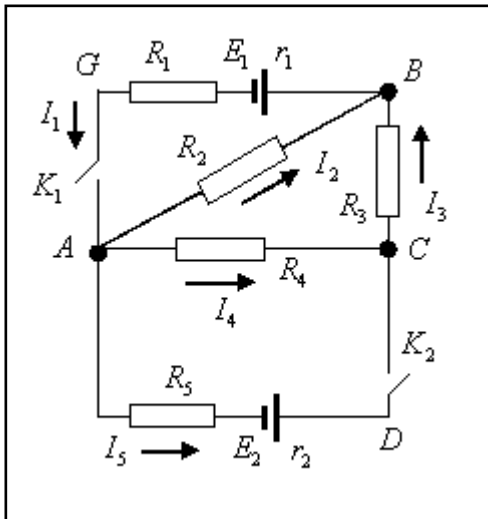 G R₁ E₁ r₁ B
I₁
K₁ R₂ I₂
R₃ I₃
A R₄ C
I₄
K₂
R₅
I₅ E₂ r₂ D